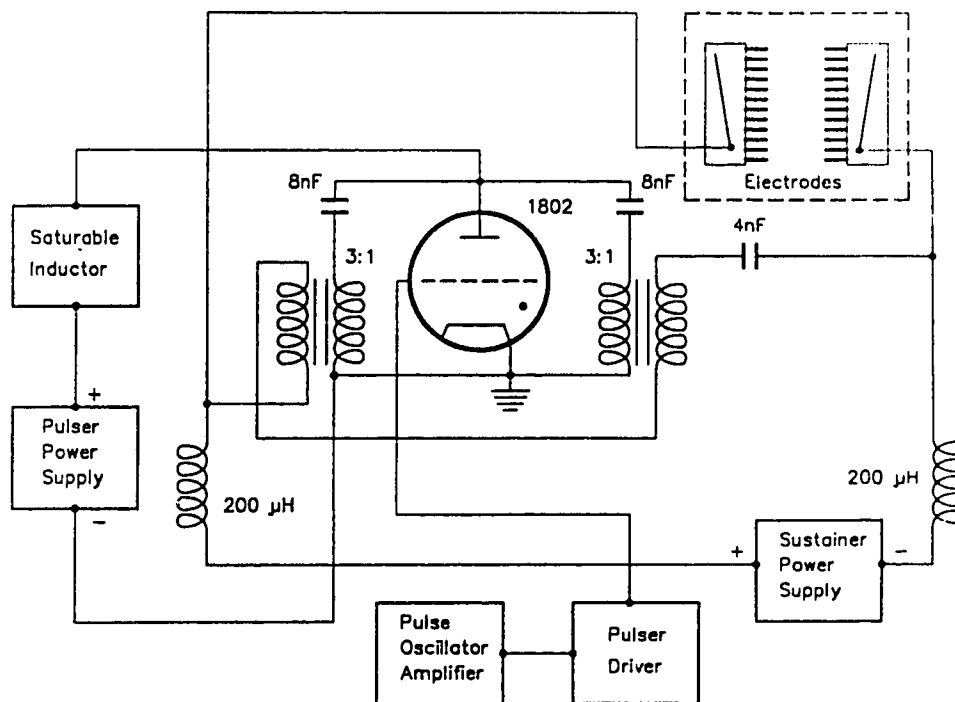 Electrodes
8nF
1802
8nF
4nF
Saturable
Inductor
3:1
3:1
+
Pulser
Power
Supply
-
200 μH
200 μH
+
Sustainer
Power
Supply
-
Pulse
Oscillator
Amplifier
Pulser
Driver